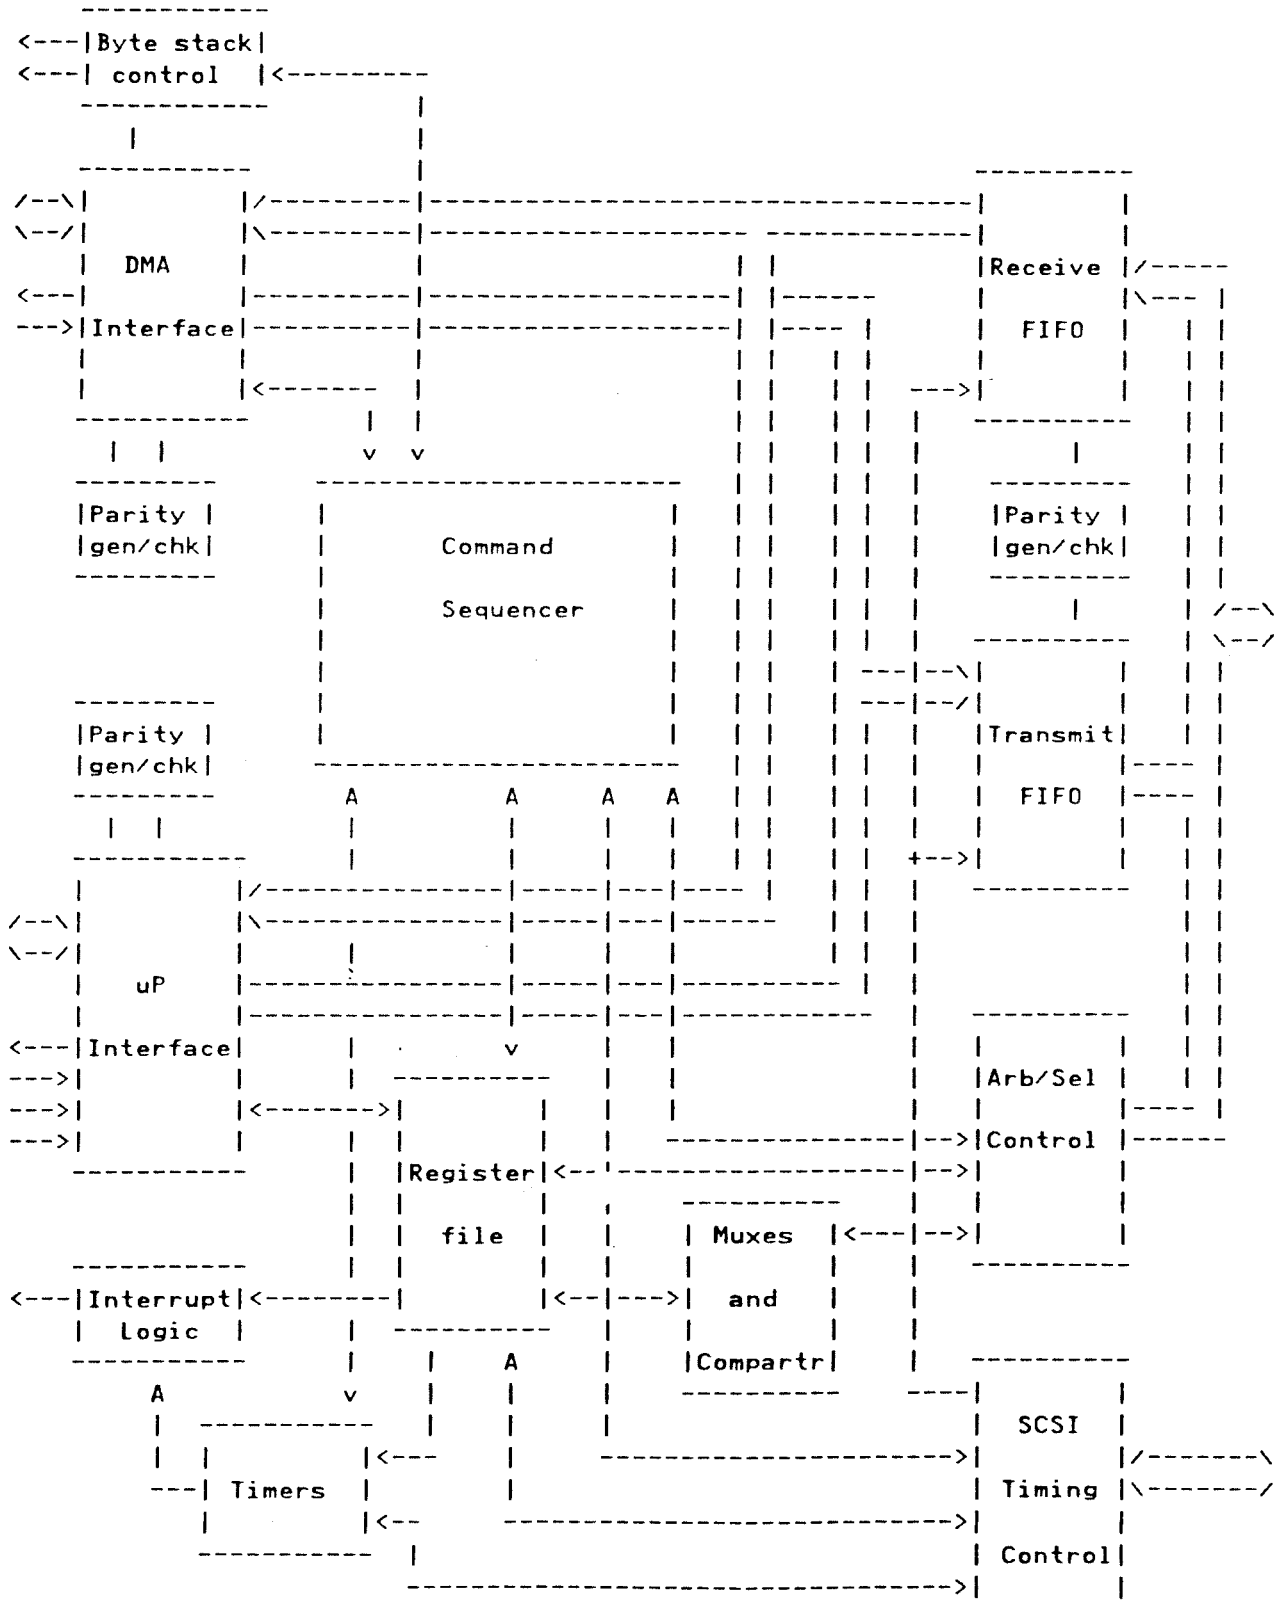 Byte stack
control
DMA
Interface
Receive
FIFO
Parity
gen/chk
Command
Sequencer
Parity
gen/chk
Parity
gen/chk
Transmit
FIFO
uP
Interface
Arb/Sel
Control
Register
file
Muxes
and
Compartr
Interrupt
Logic
Timers
SCSI
Timing
Control